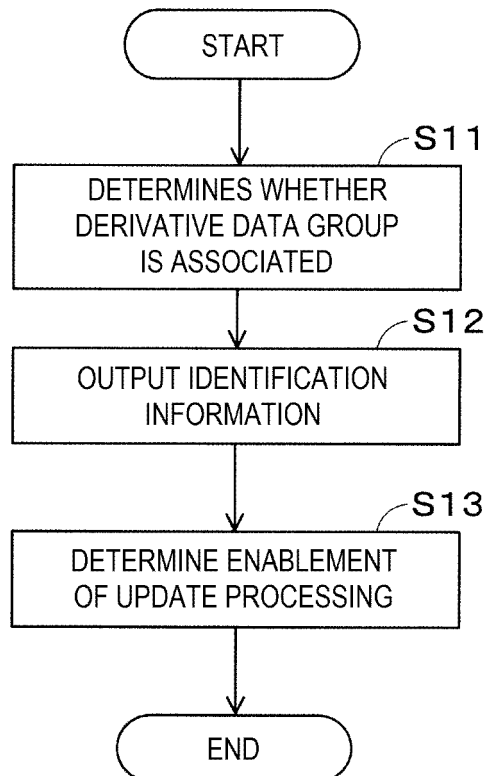 START
S11
DETERMINES WHETHER
DERIVATIVE DATA GROUP
IS ASSOCIATED
S12
OUTPUT IDENTIFICATION
INFORMATION
S13
DETERMINE ENABLEMENT
OF UPDATE PROCESSING
END